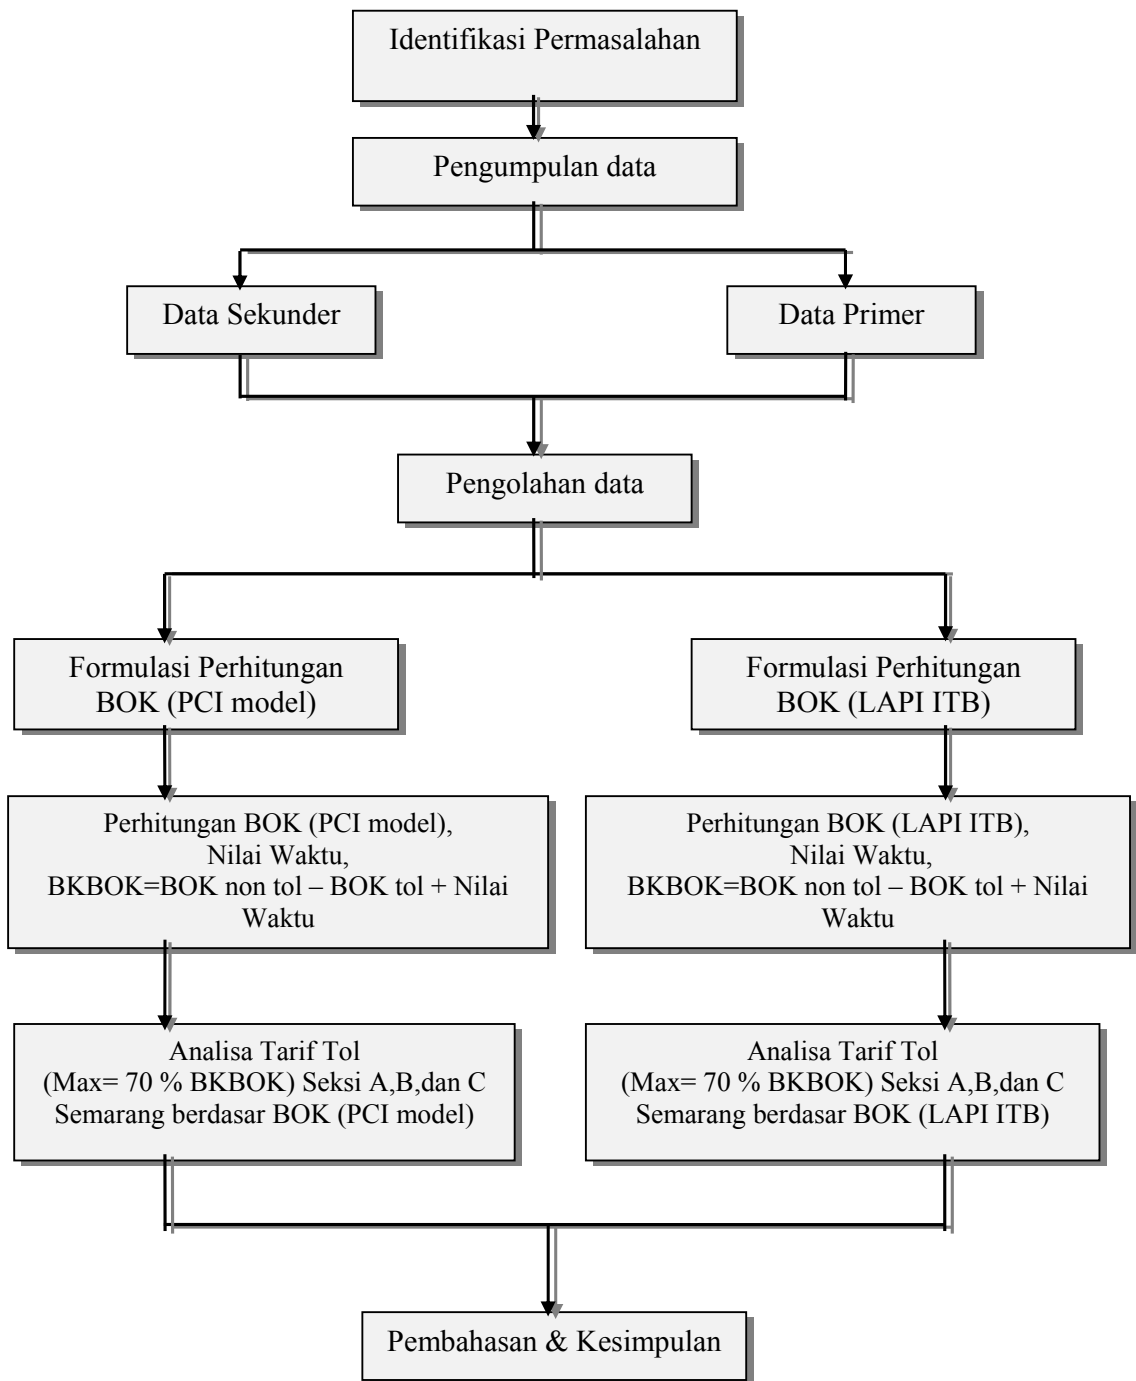 Identifikasi Permasalahan
Pengumpulan data
Data Sekunder
Data Primer
Pengolahan data
Formulasi Perhitungan
BOK (PCI model)
Formulasi Perhitungan
BOK (LAPI ITB)
Perhitungan BOK (PCI model),
Nilai Waktu,
BKBOK=BOK non tol – BOK tol + Nilai
Waktu
Perhitungan BOK (LAPI ITB),
Nilai Waktu,
BKBOK=BOK non tol – BOK tol + Nilai
Waktu
Analisa Tarif Tol
(Max= 70 % BKBOK) Seksi A,B,dan C
Semarang berdasar BOK (PCI model)
Analisa Tarif Tol
(Max= 70 % BKBOK) Seksi A,B,dan C
Semarang berdasar BOK (LAPI ITB)
Pembahasan & Kesimpulan